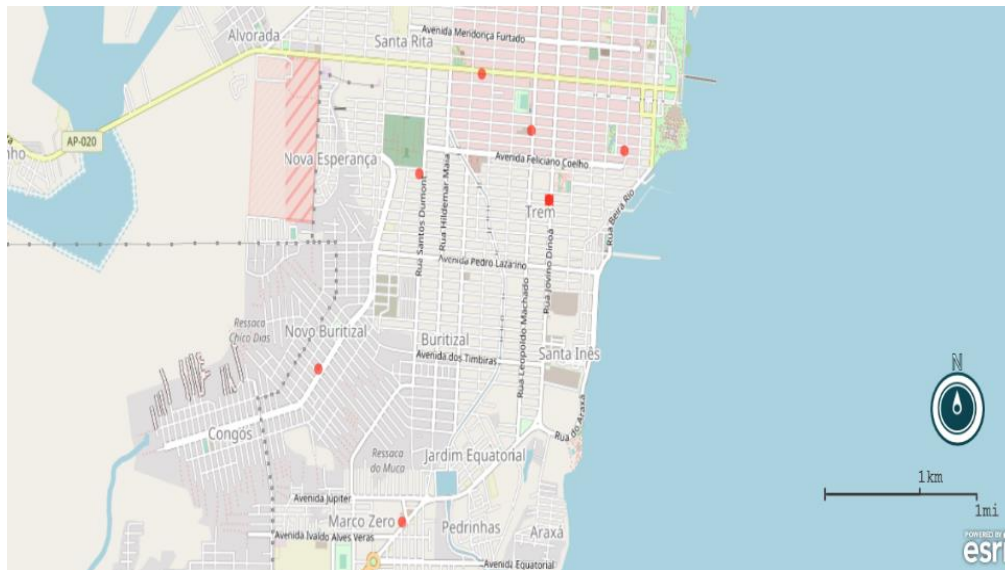 Avenida Mendonça Furtado
Alvorada
Santa Rita
AP-020
nho
Avenida Feliciano Coelho
Nova Esperança
Rua Santos Dumont
Rua Hildemar Maia
Trem
Rua Beira Rio
Avenida Pedro Lazarino
Rua Jovino Dinoá
Rua Leopoldo Machado
Ressaca
Chico Dias
Novo Buritizal
Buritizal
Avenida dos Timbiras
Santa Inês
N
Congós
Rua do Araxá
Ressaca
do Muca
Jardim Equatorial
1km
1mi
Avenida Júpiter
Marco Zero
Pedrinhas
Araxá
Avenida Ivaldo Alves Veras
Avenida Equatorial
POWERED BY
esri